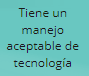 Tiene un
manejo
aceptable de
tecnología